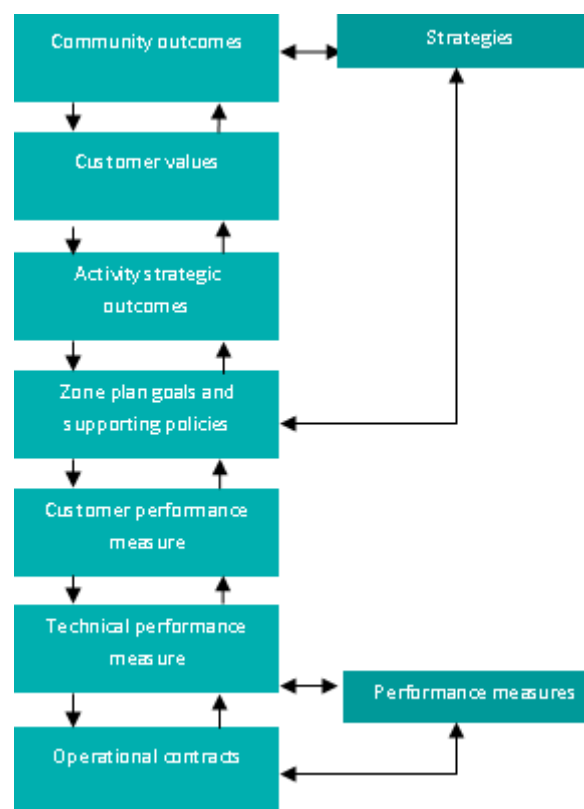 Community outcomes
Strategies
Customer values
Activity strategic
outcomes
Zone plan goals and
supporting policies
Customer performance
measure
Technical performance
measure
Performance measures
Operational contracts